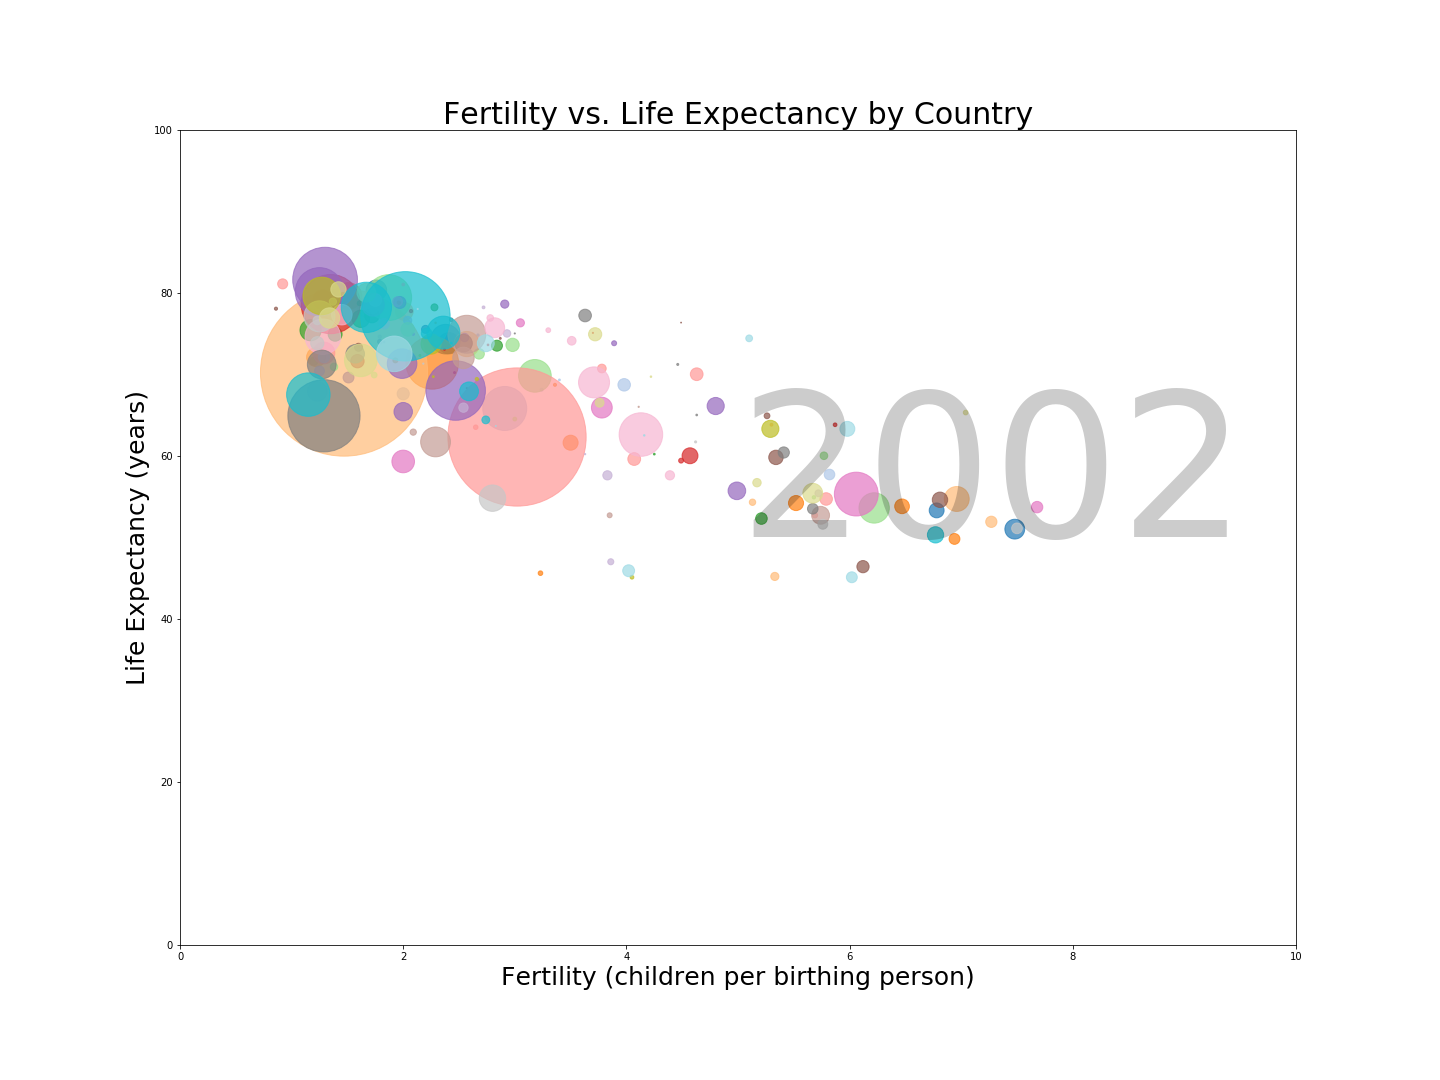 Fertility vs. Life Expectancy by Country
100
80
60
40
20
0
Life Expectancy (years)
2002
0 2 4 6 8 10
Fertility (children per birthing person)